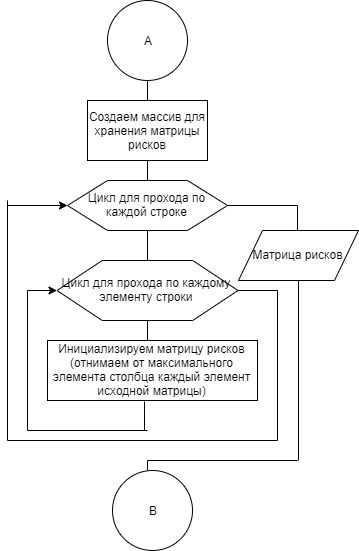 A
Создаем массив для
хранения матрицы
рисков
Цикл для прохода по
каждой строке
Матрица рисков
Цикл для прохода по каждому
элементу строки
Инициализируем матрицу рисков
(отнимаем от максимального
элемента столбца каждый элемент
исходной матрицы)
B